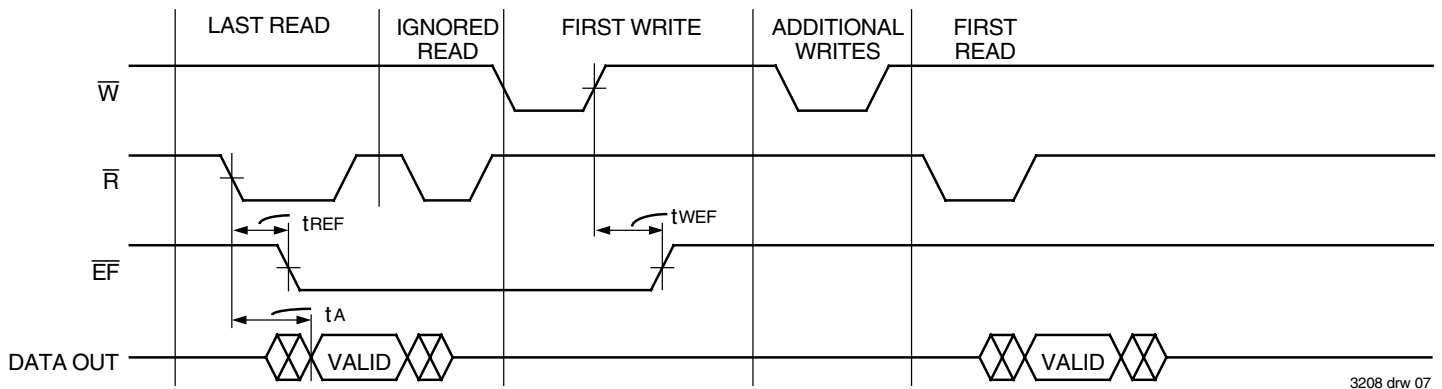 LAST READ
IGNORED
READ
FIRST WRITE
ADDITIONAL
WRITES
FIRST
READ
W
R
tREF
tWEF
EF
tA
DATA OUT
VALID
VALID
3208 drw 07